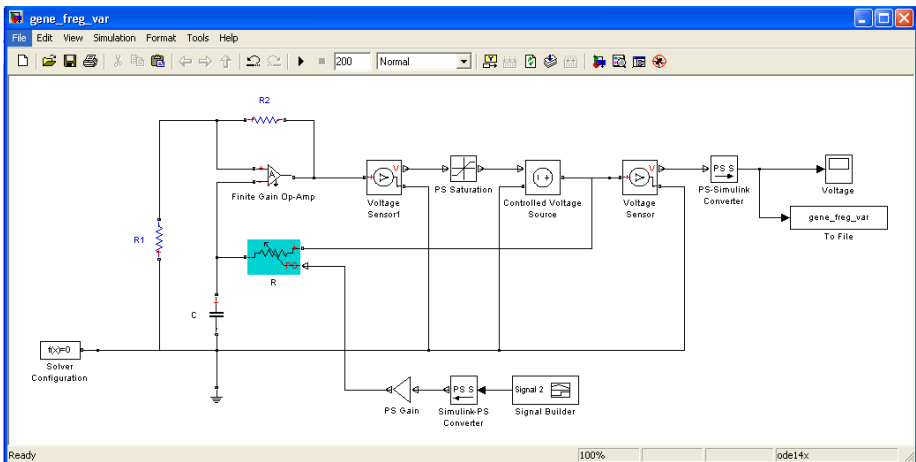 gene_freg_var
File Edit View Simulation Format Tools Help
200 Normal
R2
Finite Gain Op-Amp
Voltage
Sensor1
PS Saturation
Controlled Voltage
Source
Voltage
Sensor
PS S
PS-Simulink
Converter
Voltage
gene_freg_var
To File
R1
R
C
f(x)=0
Solver
Configuration
PS Gain
PS S
Simulink-PS
Converter
Signal 2
Signal Builder
Ready 100% ode14x